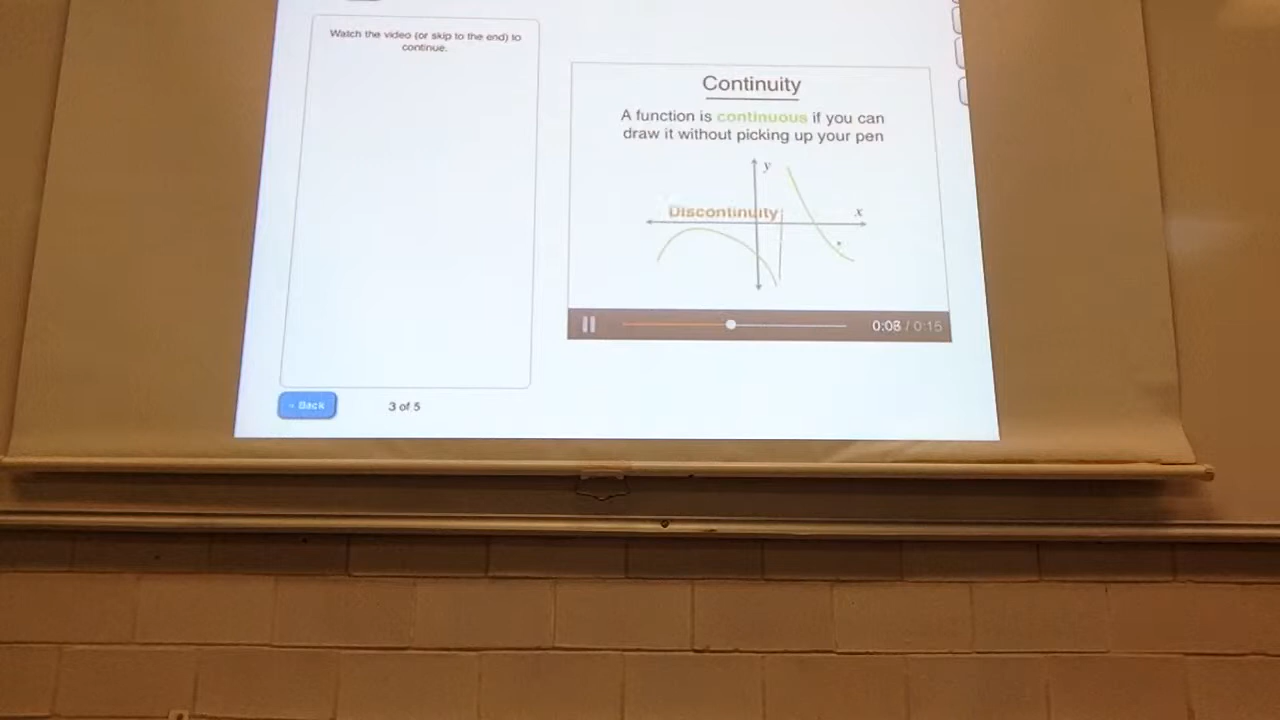 Watch the video (or skip to the end) to
continue.
Continuity
A function is continuous if you can
draw it without picking up your pen
y
Discontinuity
x
0:08 / 0:15
Back
3 of 5